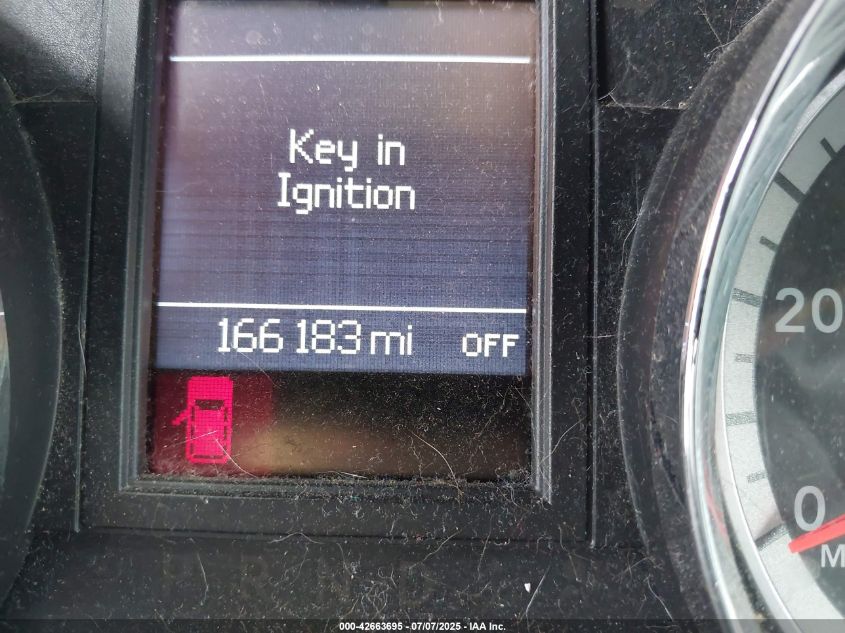 Key in
Ignition
166 183 mi OFF
20
0
P R N D
000-42663695 - 07/07/2025 - IAA Inc.